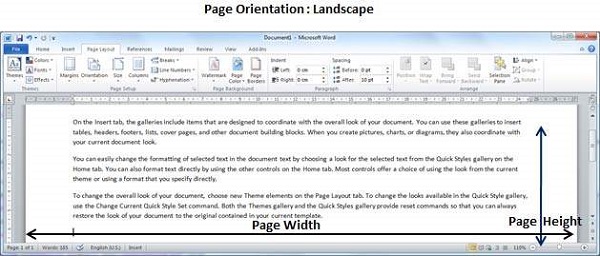 Page Orientation: Landscape
Document1 - Microsoft Word
File Home Insert Page Layout References Mailings Review View Add-Ins
Themes Colors Fonts Effects Margins Orientation Size Columns Breaks Line Numbers Hyphenation Watermark Page Color Page Borders Indent Left: 0" Right: 0" Spacing Before: 0 pt After: 10 pt Position Wrap Text Bring Forward Send Backward Selection Pane Align Group Rotate
Themes Page Setup Page Background Paragraph Arrange
On the Insert tab, the galleries include items that are designed to coordinate with the overall look of your document. You can use these galleries to insert
tables, headers, footers, lists, cover pages, and other document building blocks. When you create pictures, charts, or diagrams, they also coordinate with
your current document look.
You can easily change the formatting of selected text in the document text by choosing a look for the selected text from the Quick Styles gallery on the
Home tab. You can also format text directly by using the other controls on the Home tab. Most controls offer a choice of using the look from the current
theme or using a format that you specify directly.
To change the overall look of your document, choose new Theme elements on the Page Layout tab. To change the looks available in the Quick Style gallery,
use the Change Current Quick Style Set command. Both the Themes gallery and the Quick Styles gallery provide reset commands so that you can always
restore the look of your document to the original contained in your current template.
Page Height
Page Width
Page: 1 of 1 Words: 185 English (U.S.) Insert 110%